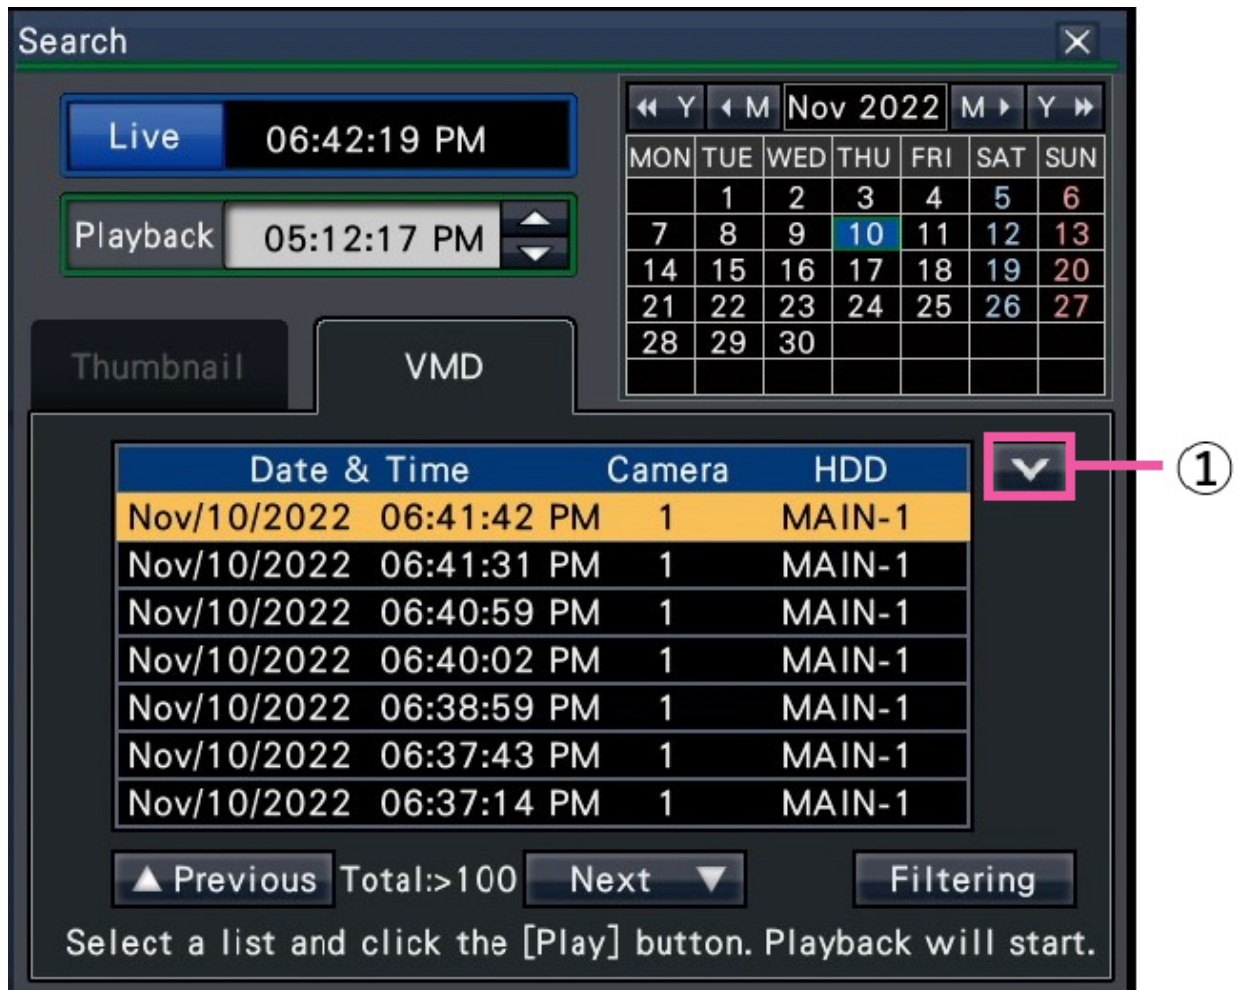 Search
Live 06:42:19 PM
Playback 05:12:17 PM
Y M Nov 2022 M Y
MON TUE WED THU FRI SAT SUN
1 2 3 4 5 6
7 8 9 10 11 12 13
14 15 16 17 18 19 20
21 22 23 24 25 26 27
28 29 30
Thumbnail VMD
Date & Time Camera HDD
Nov/10/2022 06:41:42 PM 1 MAIN-1
Nov/10/2022 06:41:31 PM 1 MAIN-1
Nov/10/2022 06:40:59 PM 1 MAIN-1
Nov/10/2022 06:40:02 PM 1 MAIN-1
Nov/10/2022 06:38:59 PM 1 MAIN-1
Nov/10/2022 06:37:43 PM 1 MAIN-1
Nov/10/2022 06:37:14 PM 1 MAIN-1
①
Previous Total:>100 Next Filtering
Select a list and click the [Play] button. Playback will start.